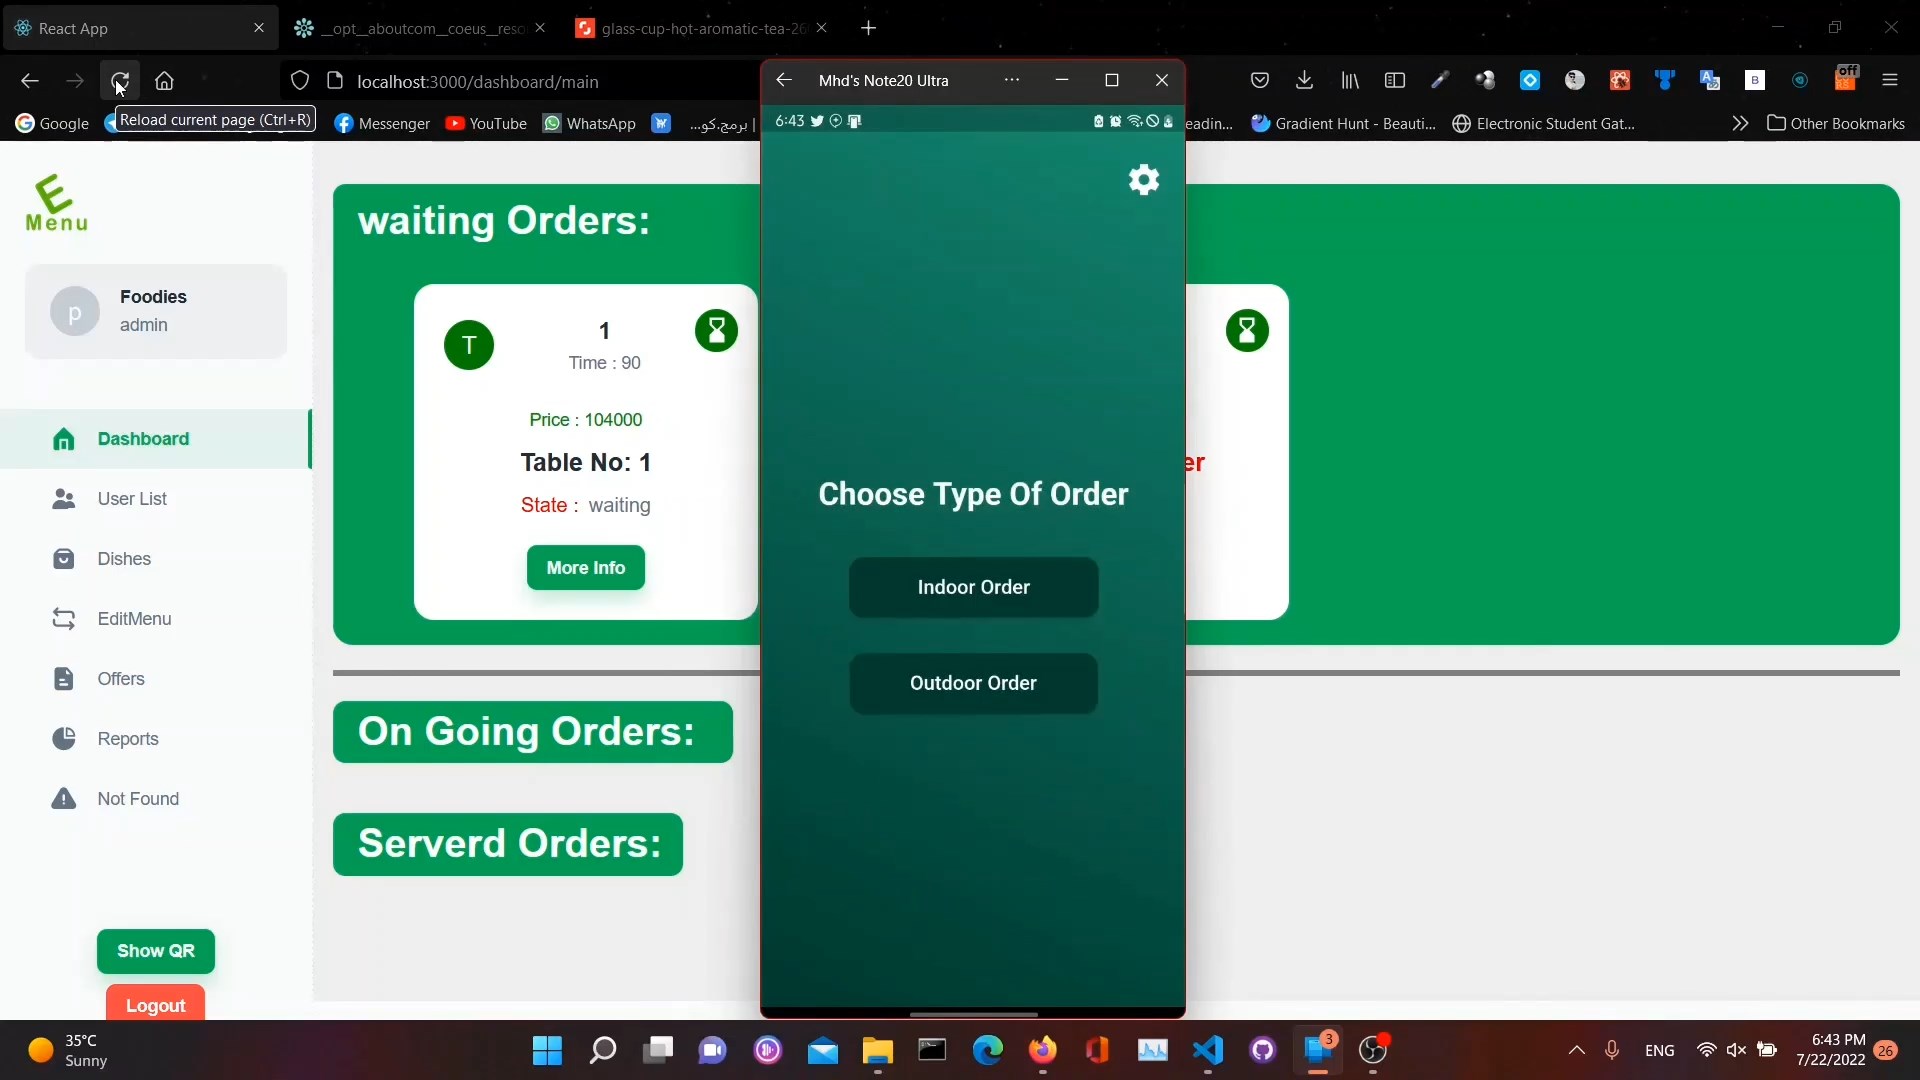 React App
__opt__aboutcom__coeus__reso
glass-cup-hot-aromatic-tea-26
localhost:3000/dashboard/main
Mhd's Note20 Ultra
off
Reload current page (Ctrl+R)
Google
Messenger
YouTube
WhatsApp
برمج.كو...
eadin...
Gradient Hunt - Beauti...
Electronic Student Gat...
Other Bookmarks
6:43
E
Menu
Foodies
admin
p
Dashboard
User List
Dishes
EditMenu
Offers
Reports
Not Found
Show QR
Logout
waiting Orders:
T
1
Time : 90
Price : 104000
Table No: 1
State : waiting
More Info
er
On Going Orders:
Serverd Orders:
Choose Type Of Order
Indoor Order
Outdoor Order
35°C
Sunny
3
ENG
6:43 PM
7/22/2022
26